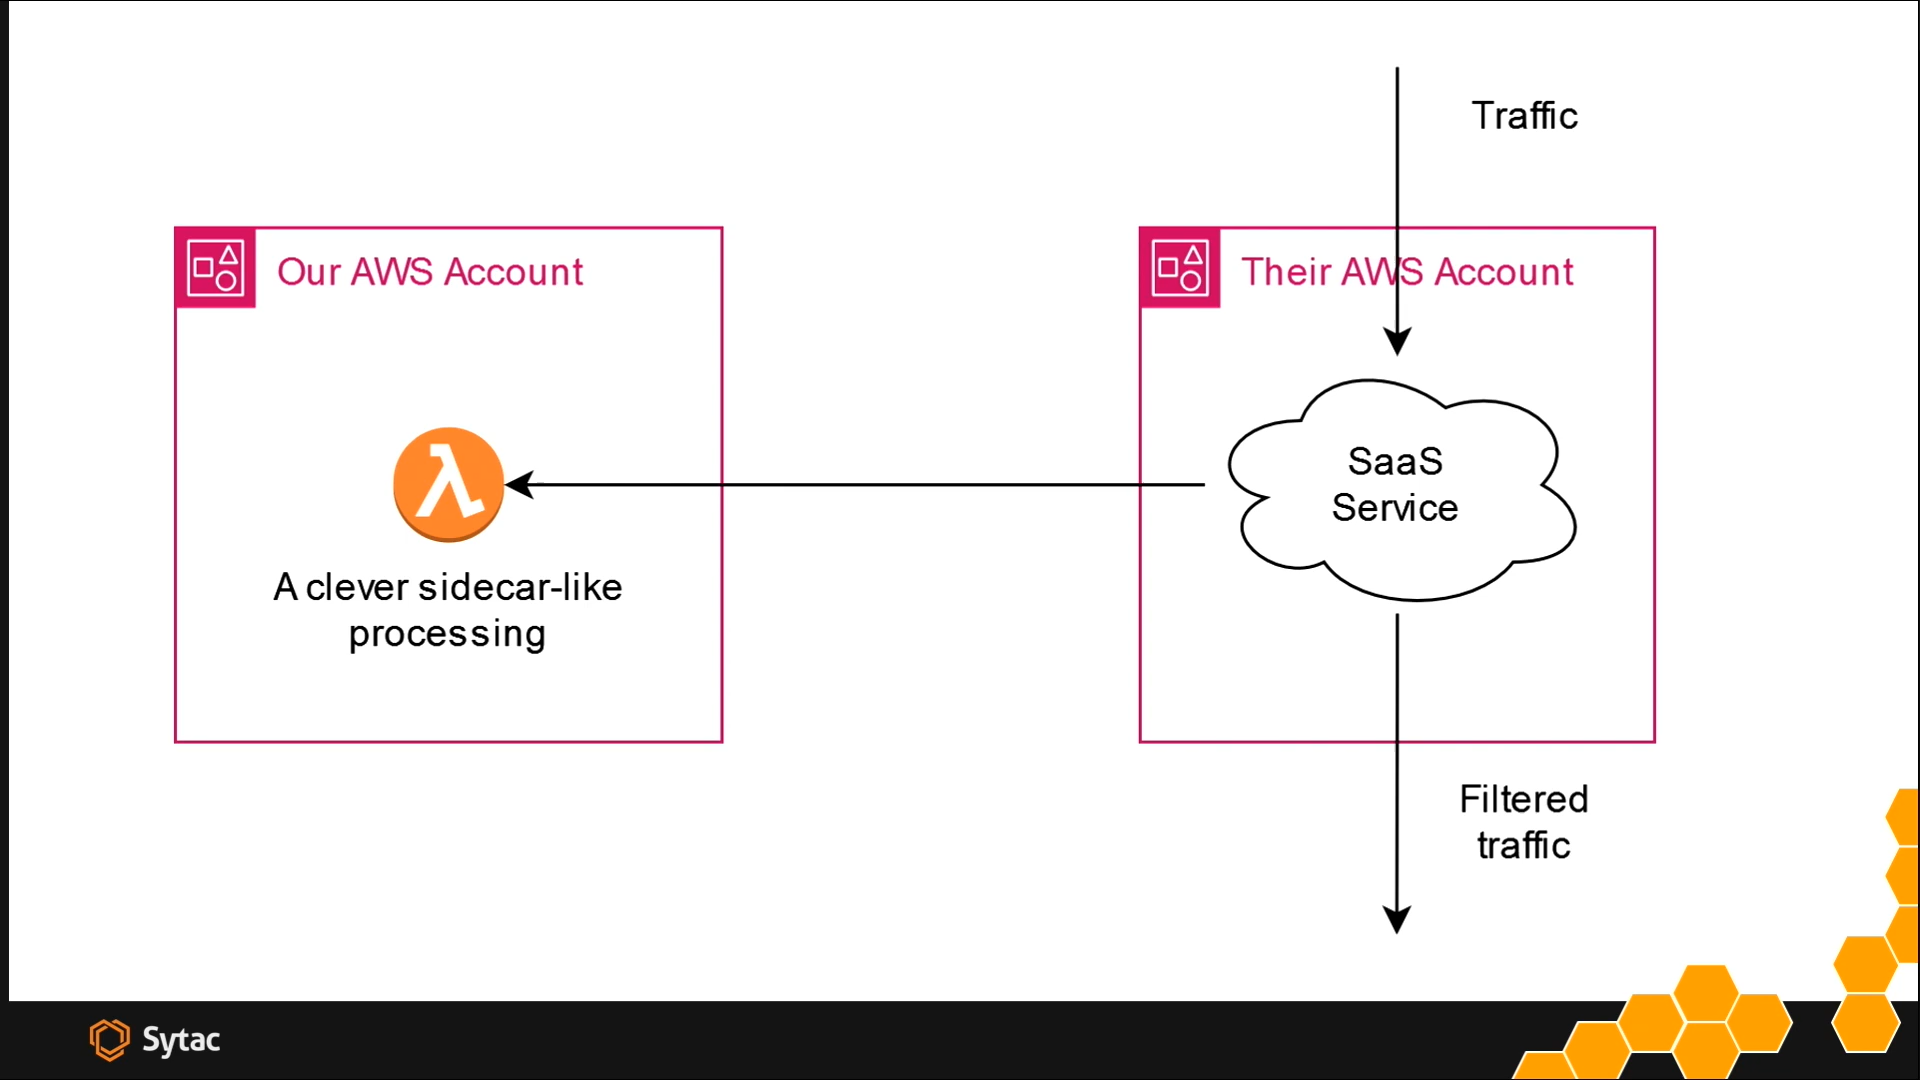 Traffic
Our AWS Account
Their AWS Account
SaaS
Service
A clever sidecar-like
processing
Filtered
traffic
Sytac